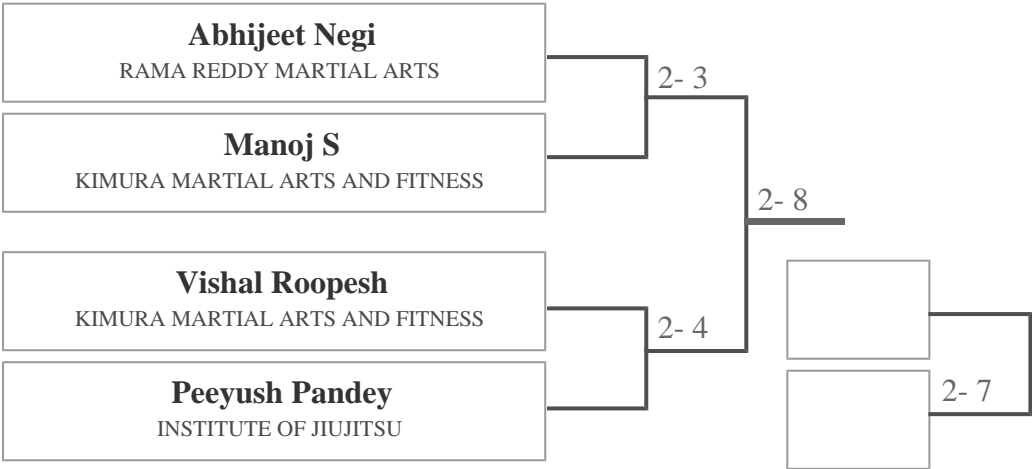 Abhijeet Negi
RAMA REDDY MARTIAL ARTS
2- 3
Manoj S
KIMURA MARTIAL ARTS AND FITNESS
2- 8
Vishal Roopesh
KIMURA MARTIAL ARTS AND FITNESS
2- 4
Peeyush Pandey
INSTITUTE OF JIUJITSU
2- 7